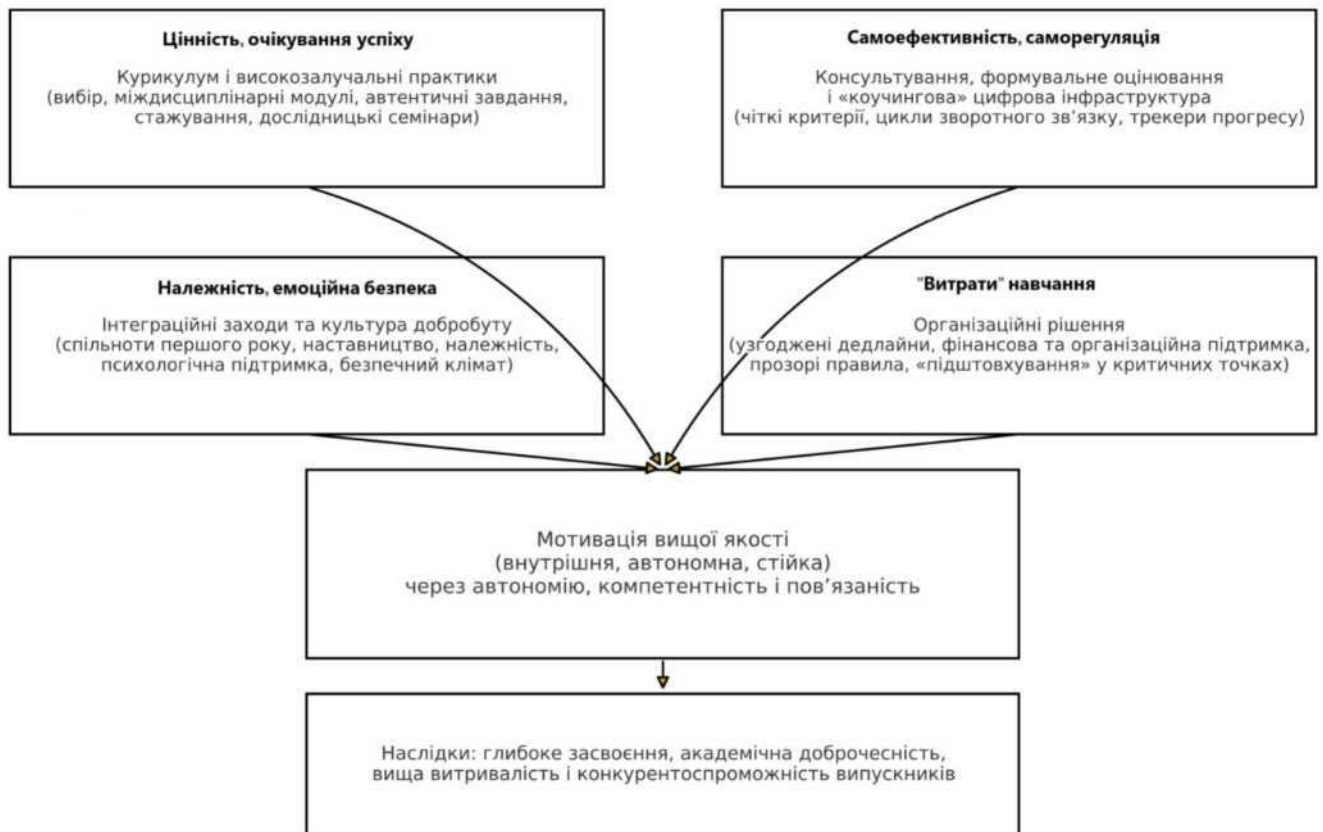 Цінність, очікування успіху
Курикулум і високозалучальні практики
(вибір, міждисциплінарні модулі, автентичні завдання,
стажування, дослідницькі семінари)
Самоефективність, саморегуляція
Консультування, формувальне оцінювання
і «коучингова» цифрова інфраструктура
(чіткі критерії, цикли зворотного зв’язку, трекери прогресу)
Належність, емоційна безпека
Інтеграційні заходи та культура добробуту
(спільноти першого року, наставництво, належність,
психологічна підтримка, безпечний клімат)
"Витрати" навчання
Організаційні рішення
(узгоджені дедлайни, фінансова та організаційна підтримка,
прозорі правила, «підштовхування» у критичних точках)
Мотивація вищої якості
(внутрішня, автономна, стійка)
через автономію, компетентність і пов’язаність
Наслідки: глибоке засвоєння, академічна доброчесність,
вища витривалість і конкурентоспроможність випускників